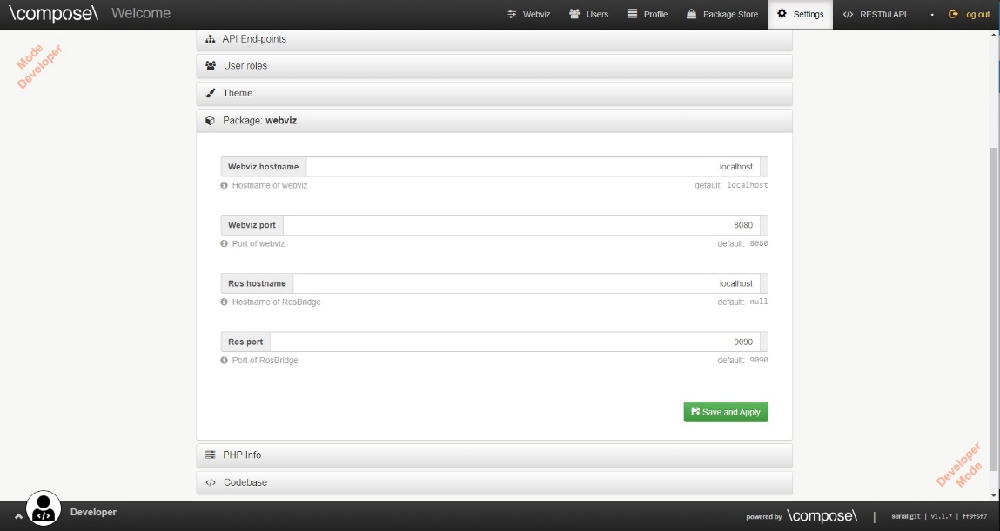 \compose\ Welcome
Webviz Users Profile Package Store Settings </> RESTful API Log out
Mode
Developer
API End-points
User roles
Theme
Package: webviz
Webviz hostname localhost
Hostname of webviz default: localhost
Webviz port 8080
Port of webviz default: 8080
Ros hostname localhost
Hostname of RosBridge default: null
Ros port 9090
Port of RosBridge default: 9090
Save and Apply
PHP Info
</> Codebase
Developer
Mode
</> Developer
powered by \compose\ | serial git | v1.1.7 | ff5f5f7